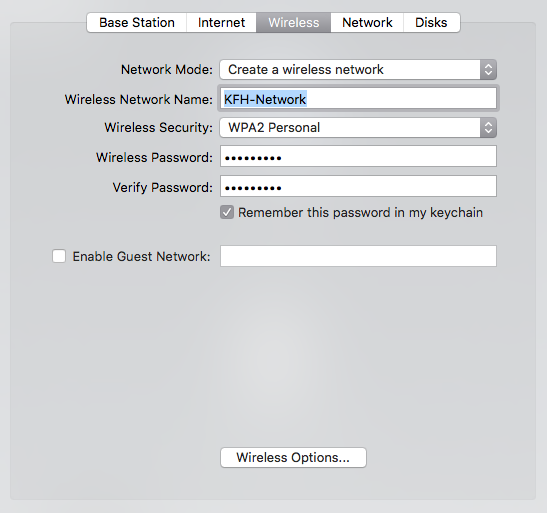 Base Station Internet Wireless Network Disks
Network Mode: Create a wireless network
Wireless Network Name: KFH-Network
Wireless Security: WPA2 Personal
Wireless Password: •••••••••
Verify Password: •••••••••
Remember this password in my keychain
Enable Guest Network:
Wireless Options...